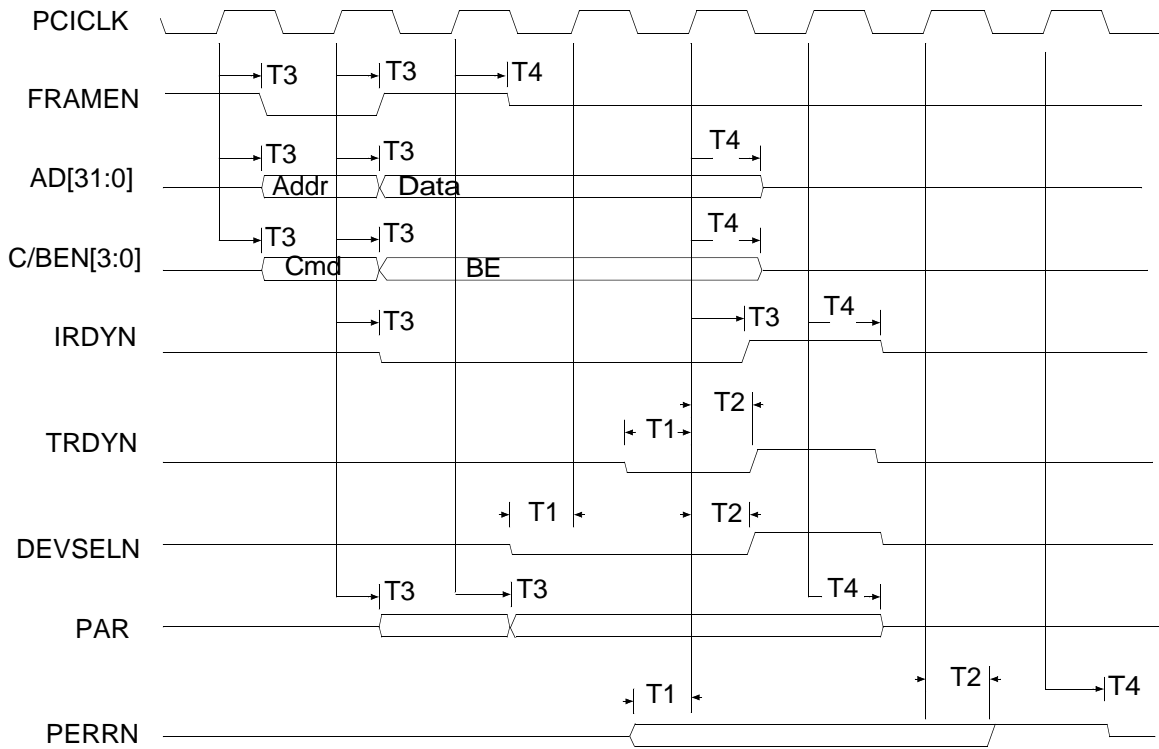 PCICLK
T3 T3 T4
FRAMEN
T3 T3 T4
AD[31:0]
Addr Data
T3 T3 T4
C/BEN[3:0]
Cmd BE
T3 T3 T4
IRDYN
T2
T1
TRDYN
T1 T2
DEVSELN
T3 T3 T4
PAR
T1 T2 T4
PERRN